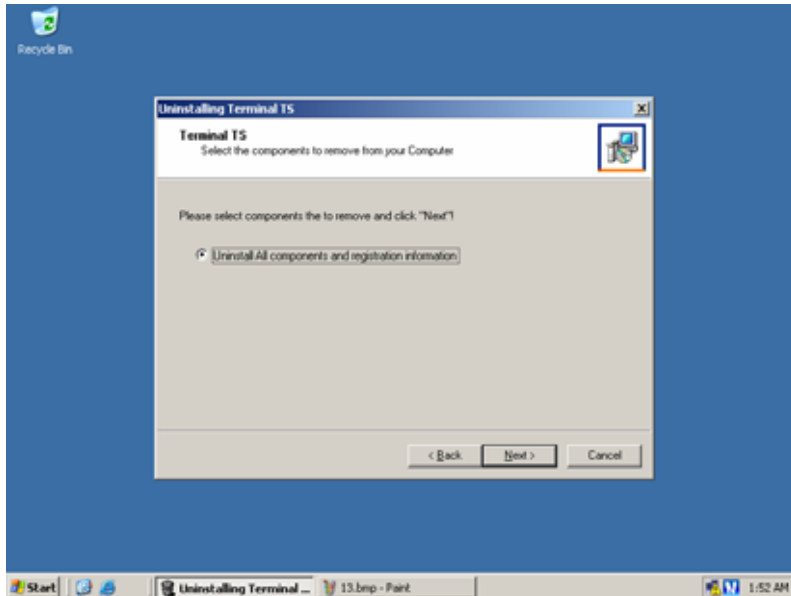 Recycle Bin
Uninstalling Terminal TS
Terminal TS
Select the components to remove from your Computer
Please select components the to remove and click "Next"!
Uninstall All components and registration information
< Back
Next >
Cancel
Start
Uninstalling Terminal ...
13.bmp - Paint
1:52 AM